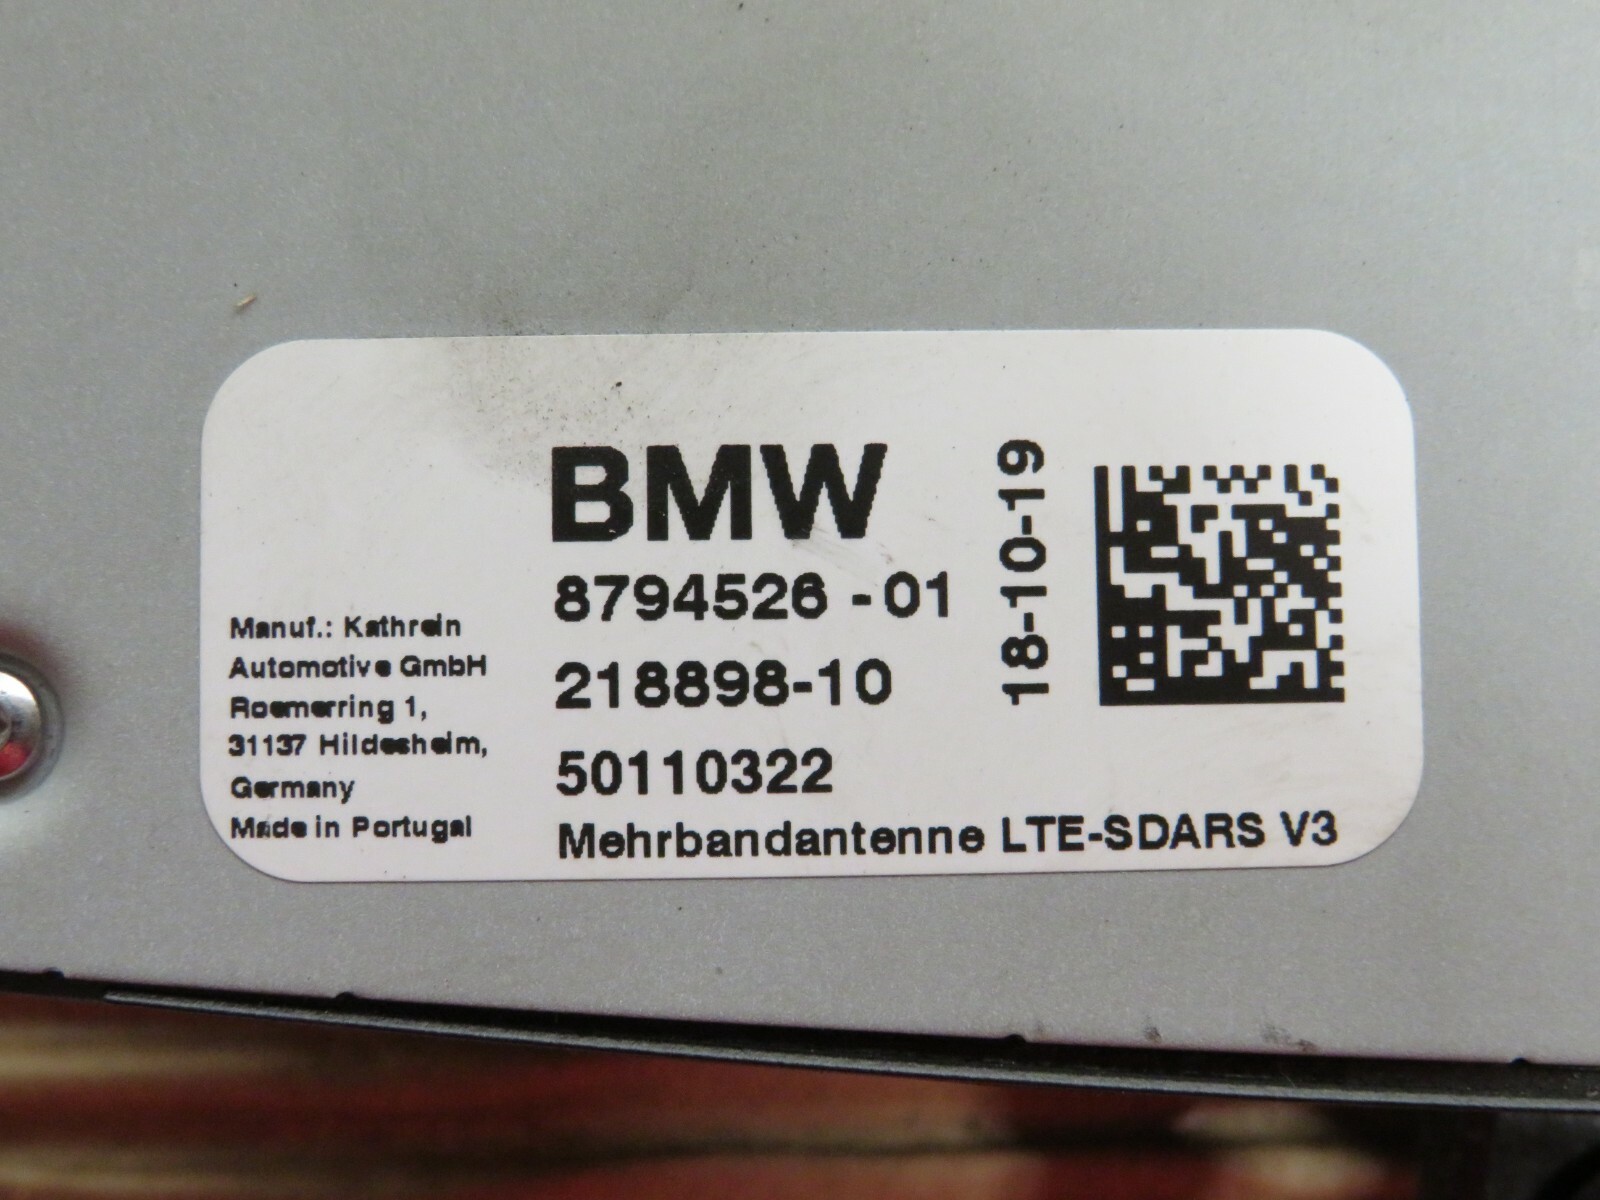 BMW
8794526 -01
218898-10
50110322
Mehrbandantenne LTE-SDARS V3
18-10-19
Manuf.: Kathrein
Automotive GmbH
Roemerring 1,
31137 Hildesheim,
Germany
Made in Portugal